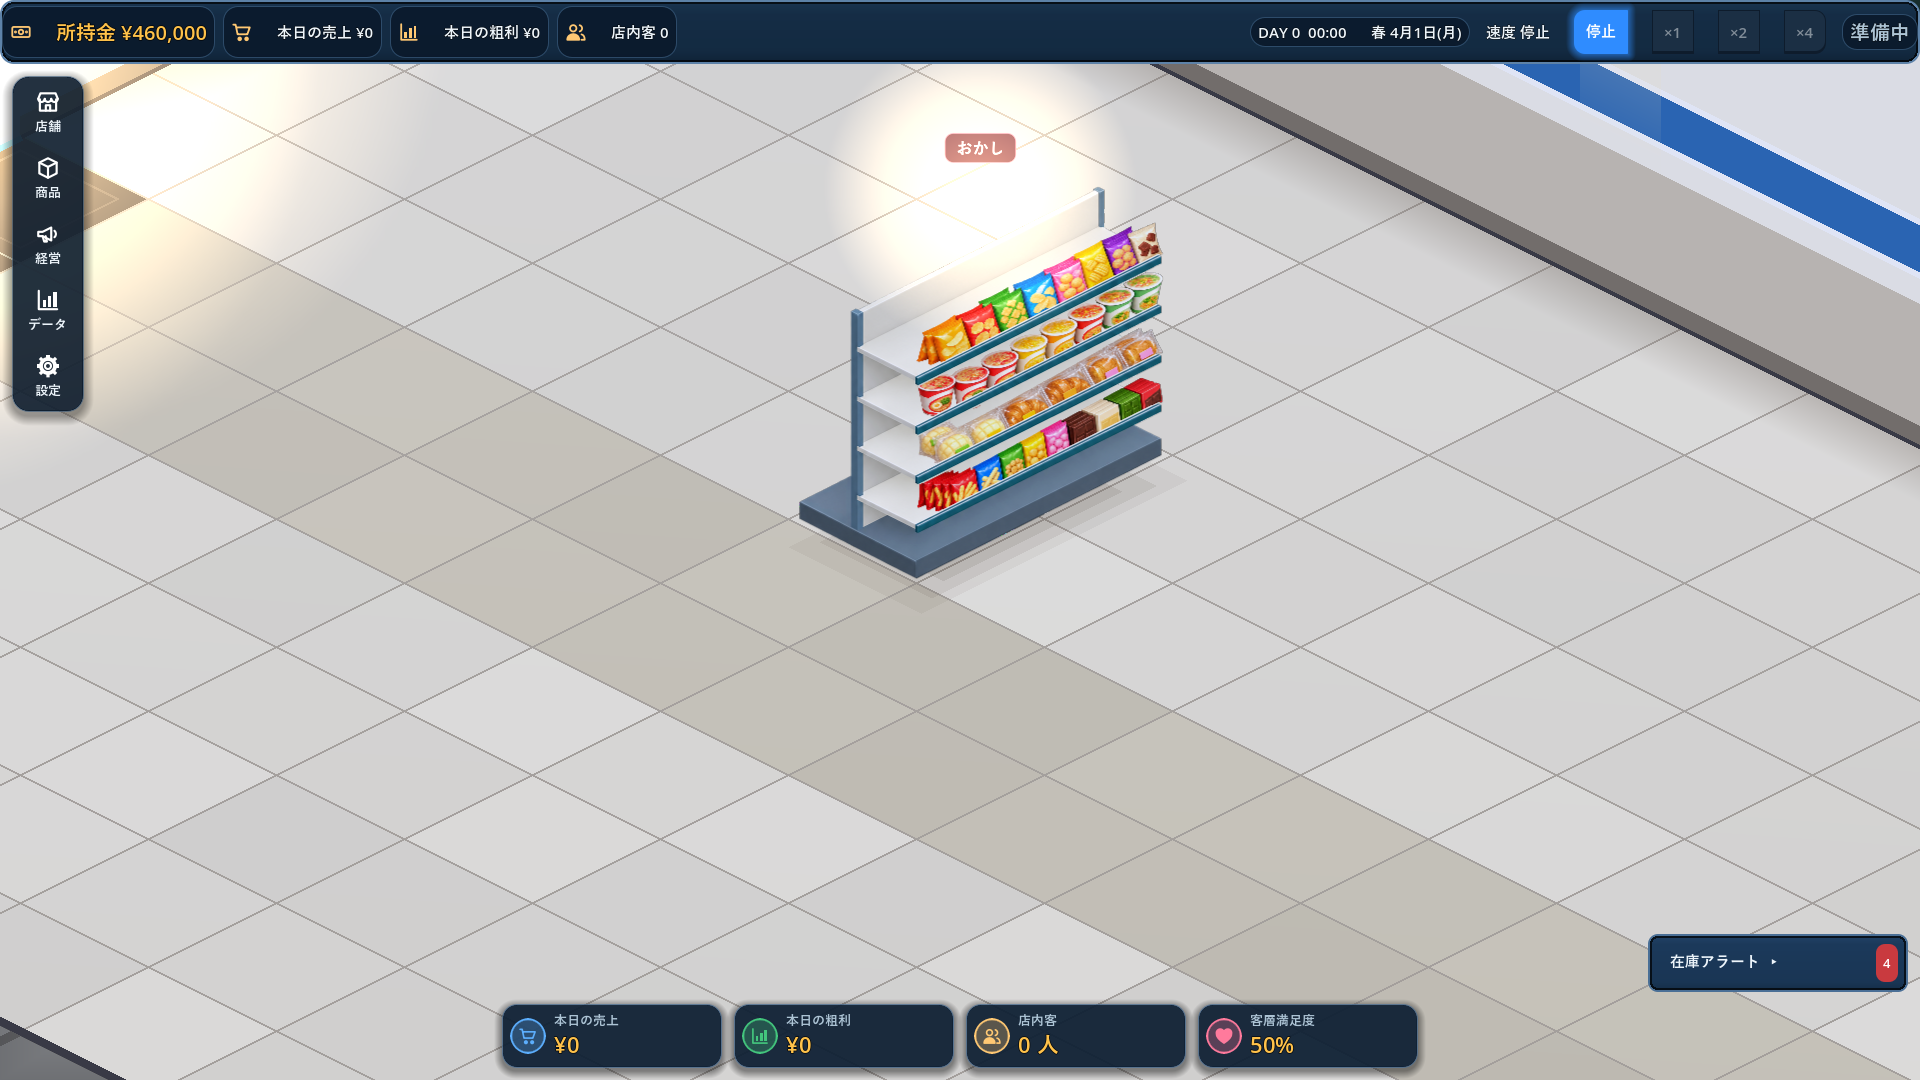 所持金 ¥460,000
本日の売上 ¥0
本日の粗利 ¥0
店内客 0
DAY 0 00:00 春 4月1日(月)
速度 停止
停止
×1
×2
×4
準備中
店舗
商品
経営
データ
設定
おかし
在庫アラート ▸
4
本日の売上
¥0
本日の粗利
¥0
店内客
0 人
客層満足度
50%